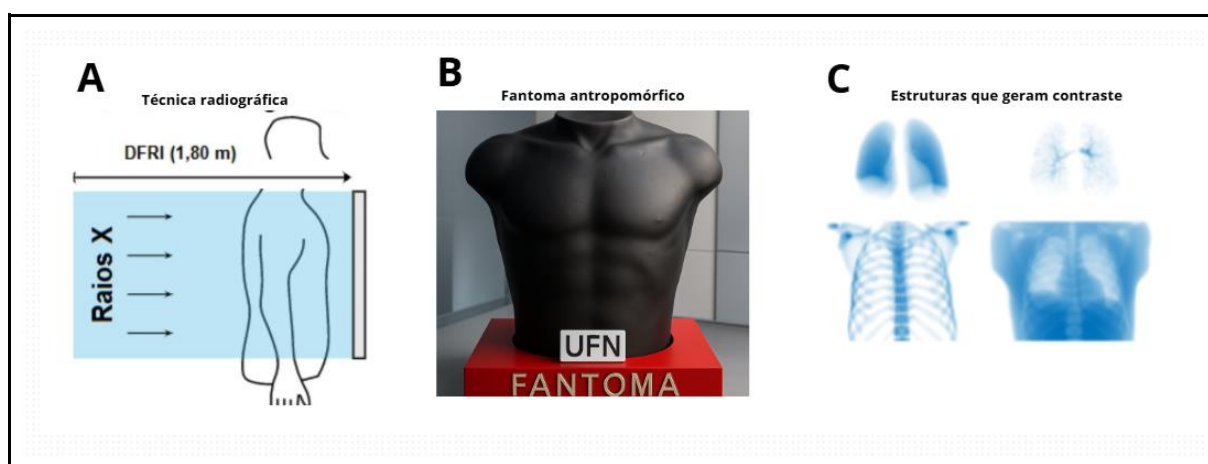 A
Técnica radiográfica
DFRI (1,80 m)
Raios X
B
Fantoma antropomórfico
UFN
FANTOMA
C
Estruturas que geram contraste